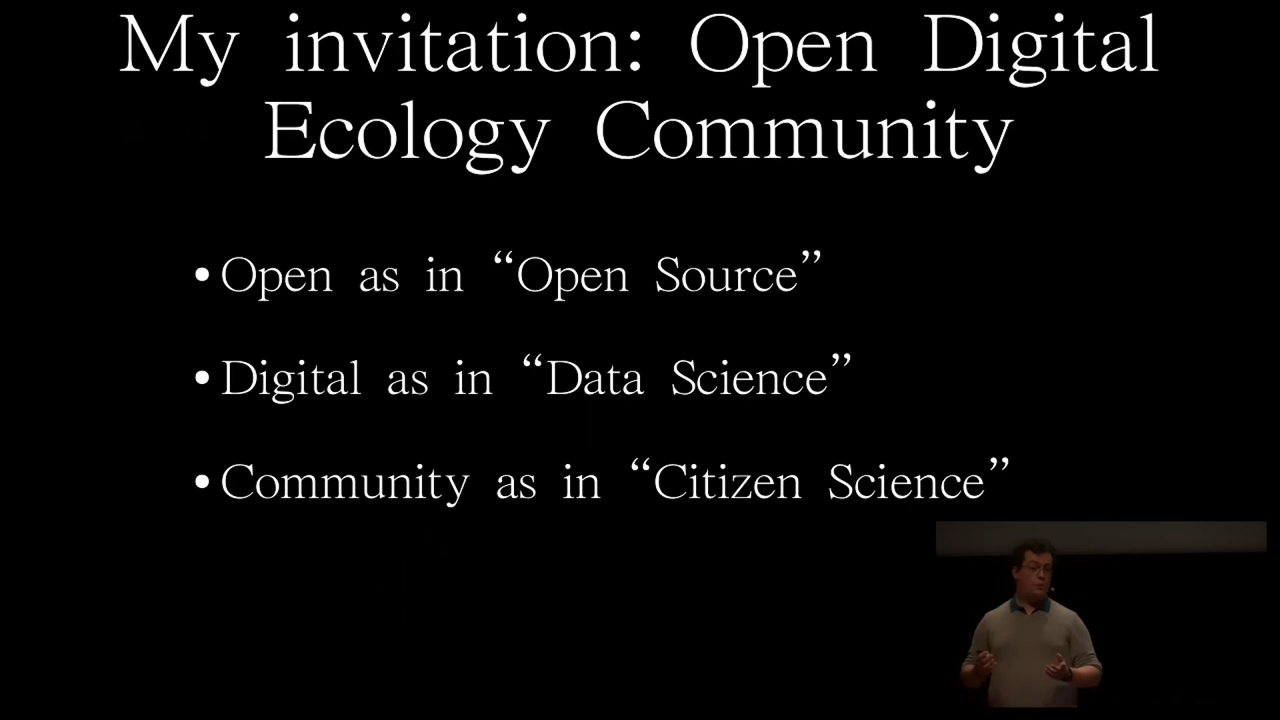 My invitation: Open Digital
Ecology Community
• Open as in “Open Source”
• Digital as in “Data Science”
• Community as in “Citizen Science”